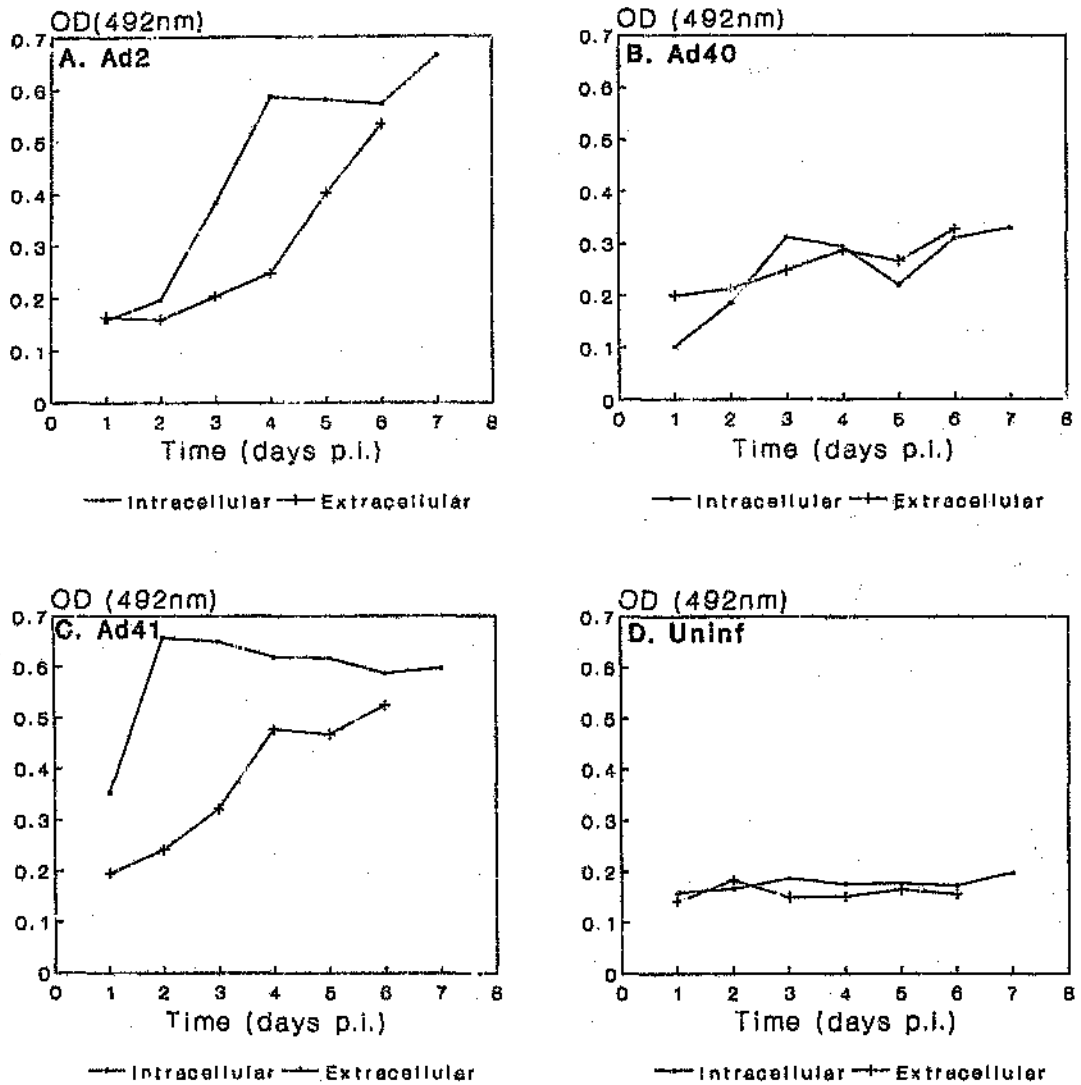 OD(492nm)
0.7
A. Ad2
0.6
0.5
0.4
0.3
0.2
0.1
0
0 1 2 3 4 5 6 7 8
Time (days p.i.)
Intracellular Extracellular
OD (492nm)
0.7
B. Ad40
0.6
0.5
0.4
0.3
0.2
0.1
0
0 1 2 3 4 5 6 7 8
Time (days p.i.)
Intracellular Extracellular
OD (492nm)
0.7
C. Ad41
0.6
0.5
0.4
0.3
0.2
0.1
0
0 1 2 3 4 5 6 7 8
Time (days p.i.)
Intracellular Extracellular
OD (492nm)
0.7
D. Uninf
0.6
0.5
0.4
0.3
0.2
0.1
0
0 1 2 3 4 5 6 7 8
Time (days p.i.)
Intracellular Extracellular